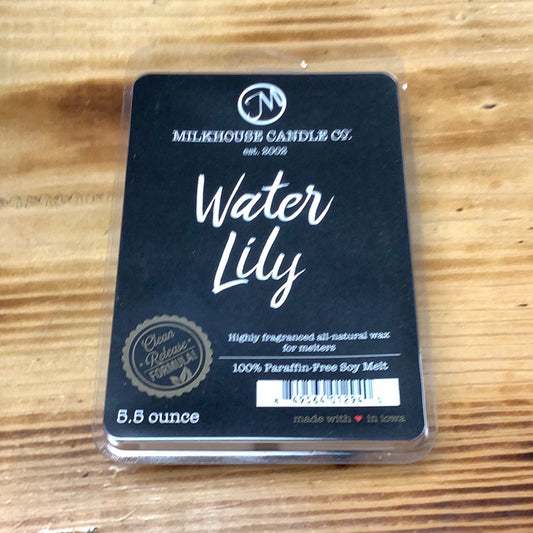 M
MILKHOUSE CANDLE CO.
est. 2002
Water
Lily
Highly fragranced all-natural wax
for melters
100% Paraffin-Free Soy Melt
Clean
Release
FORMULA!
5.5 ounce
made with ♥ in iowa